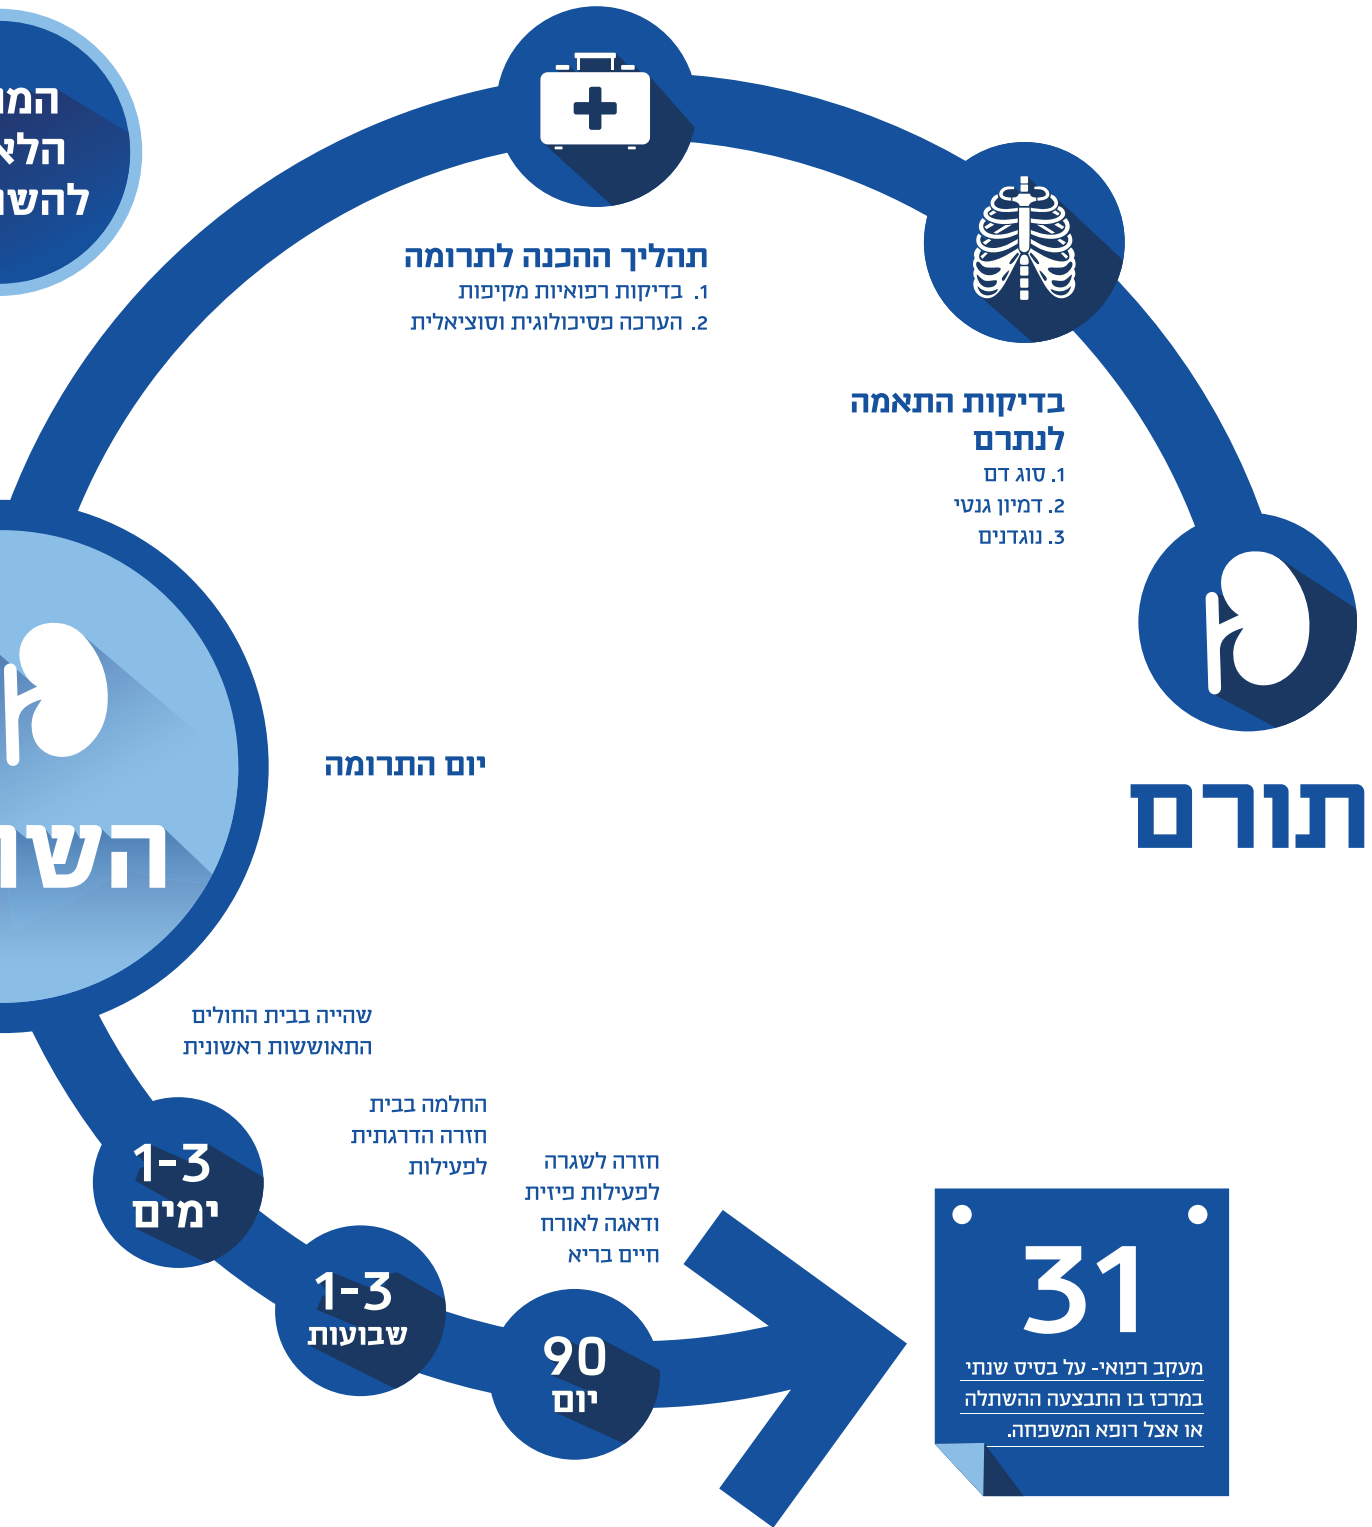 תהליך ההכנה לתרומה
1. בדיקות רפואיות מקיפות
2. הערכה פסיכולוגית וסוציאלית
בדיקות התאמה
לנתרם
1. סוג דם
2. דמיון גנטי
3. נוגדנים
תורם
יום התרומה
שהייה בבית החולים
התאוששות ראשונית
1-3
ימים
החלמה בבית
חזרה הדרגתית
לפעילות
1-3
שבועות
חזרה לשגרה
לפעילות פיזית
ודאגה לאורח
חיים בריא
90
יום
31
מעקב רפואי- על בסיס שנתי
במרכז בו התבצעה ההשתלה
או אצל רופא המשפחה.